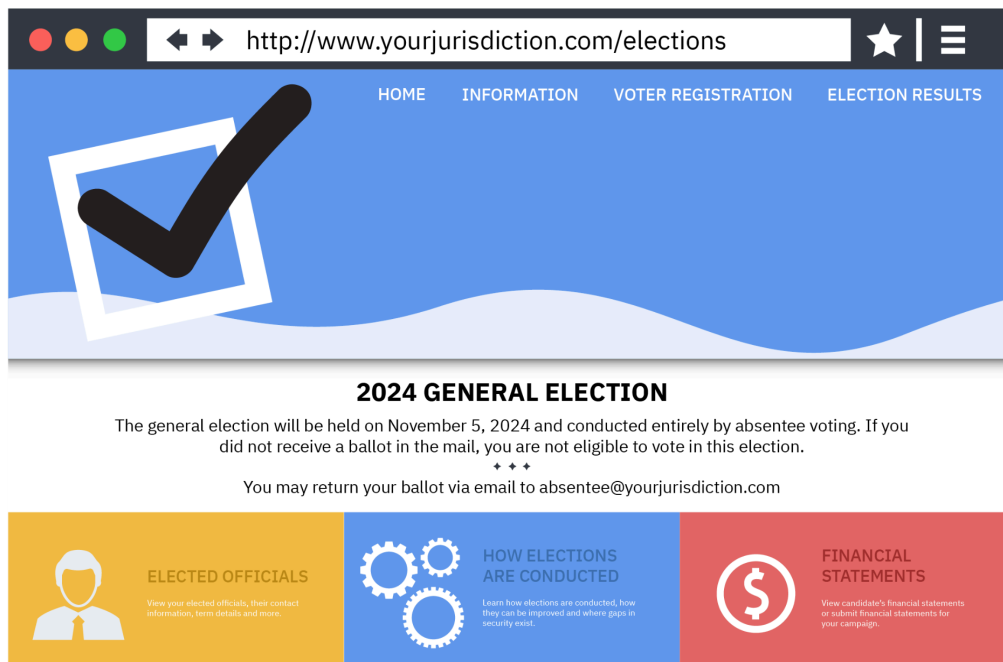 http://www.yourjurisdiction.com/elections
HOME INFORMATION VOTER REGISTRATION ELECTION RESULTS
2024 GENERAL ELECTION
The general election will be held on November 5, 2024 and conducted entirely by absentee voting. If you
did not receive a ballot in the mail, you are not eligible to vote in this election.
You may return your ballot via email to absentee@yourjurisdiction.com
ELECTED OFFICIALS
View your elected officials, their contact
information, term details and more.
HOW ELECTIONS
ARE CONDUCTED
Learn how elections are conducted, how
they can be improved and where gaps in
security exist.
FINANCIAL
STATEMENTS
View candidate's financial statements
or submit financial statements for
your campaign.